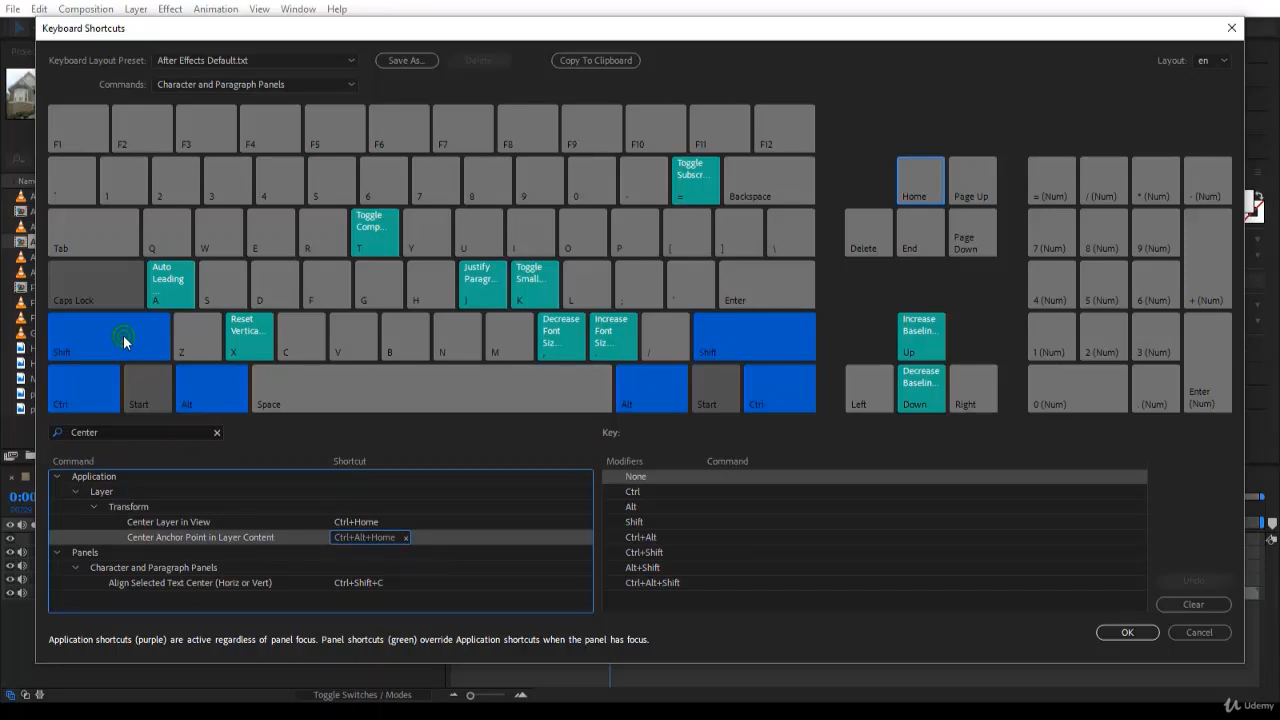 File Edit Composition Layer Effect Animation View Window Help
Keyboard Shortcuts
Keyboard Layout Preset: After Effects Default.txt Save As... Delete Copy To Clipboard Layout: en
Commands: Character and Paragraph Panels
F1 F2 F3 F4 F5 F6 F7 F8 F9 F10 F11 F12
Toggle
Subscr...
` 1 2 3 4 5 6 7 8 9 0 - = Backspace Home Page Up = (Num) / (Num) * (Num) - (Num)
Toggle
Comp...
Tab Q W E R T Y U I O P [ ] \ Delete End Page Down 7 (Num) 8 (Num) 9 (Num)
Auto Leading ... Justify Paragr... Toggle Small...
Caps Lock A S D F G H J K L ; ' Enter 4 (Num) 5 (Num) 6 (Num) + (Num)
Reset Vertica... Decrease Font Siz... Increase Font Siz... Increase Baselin...
Shift Z X C V B N M , . / Shift Up 1 (Num) 2 (Num) 3 (Num)
Decrease Baselin...
Ctrl Start Alt Space Alt Start Ctrl Left Down Right 0 (Num) . (Num) Enter (Num)
Center Key:
Command Shortcut Modifiers Command
Application None
Layer Ctrl
Transform Alt
Center Layer in View Ctrl+Home Shift
Center Anchor Point in Layer Content Ctrl+Alt+Home Ctrl+Alt
Panels Ctrl+Shift
Character and Paragraph Panels Alt+Shift
Align Selected Text Center (Horiz or Vert) Ctrl+Shift+C Ctrl+Alt+Shift
Undo
Clear
Application shortcuts (purple) are active regardless of panel focus. Panel shortcuts (green) override Application shortcuts when the panel has focus.
OK Cancel
Toggle Switches / Modes
Udemy